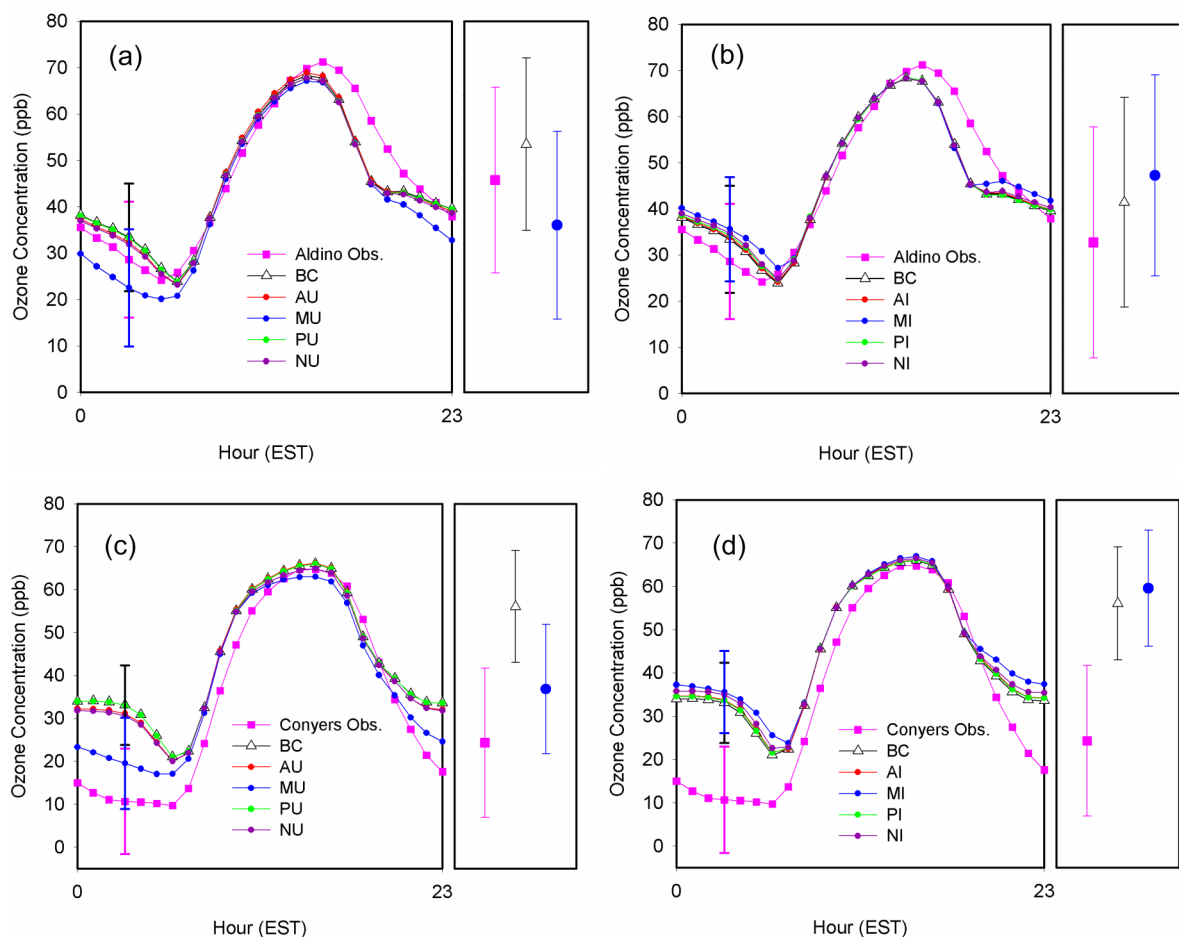 (a)
Ozone Concentration (ppb)
80
70
60
50
40
30
20
10
0
Aldino Obs.
BC
AU
MU
PU
NU
0
23
Hour (EST)
(b)
Ozone Concentration (ppb)
80
70
60
50
40
30
20
10
0
Aldino Obs.
BC
AI
MI
PI
NI
0
23
Hour (EST)
(c)
Ozone Concentration (ppb)
80
70
60
50
40
30
20
10
0
Conyers Obs.
BC
AU
MU
PU
NU
0
23
Hour (EST)
(d)
Ozone Concentration (ppb)
80
70
60
50
40
30
20
10
0
Conyers Obs.
BC
AI
MI
PI
NI
0
23
Hour (EST)